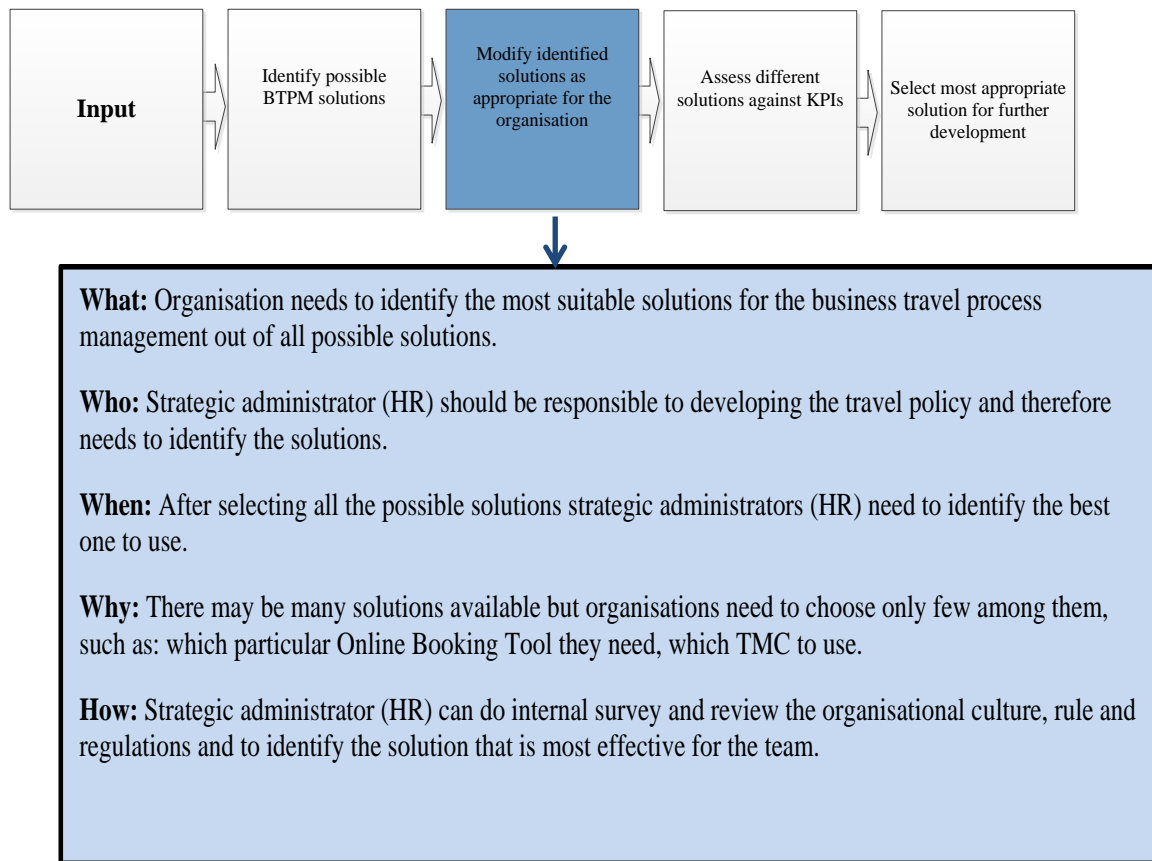 Input
Identify possible
BTPM solutions
Modify identified
solutions as
appropriate for the
organisation
Assess different
solutions against KPIs
Select most appropriate
solution for further
development
What: Organisation needs to identify the most suitable solutions for the business travel process
management out of all possible solutions.
Who: Strategic administrator (HR) should be responsible to developing the travel policy and therefore
needs to identify the solutions.
When: After selecting all the possible solutions strategic administrators (HR) need to identify the best
one to use.
Why: There may be many solutions available but organisations need to choose only few among them,
such as: which particular Online Booking Tool they need, which TMC to use.
How: Strategic administrator (HR) can do internal survey and review the organisational culture, rule and
regulations and to identify the solution that is most effective for the team.